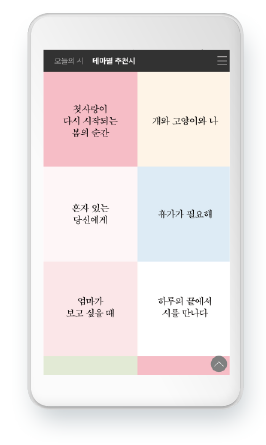 오늘의 시 테마별 추천시
첫사랑이
다시 시작되는
봄의 순간
개와 고양이와 나
혼자 있는
당신에게
휴가가 필요해
엄마가
보고 싶을 때
하루의 끝에서
시를 만나다